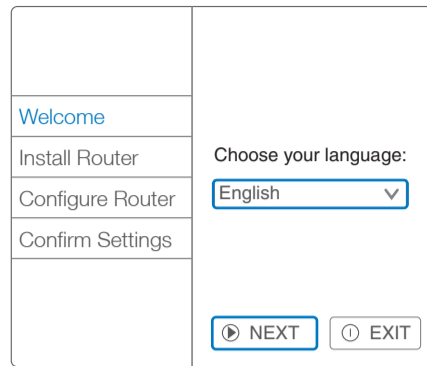 Welcome
Install Router
Configure Router
Confirm Settings
Choose your language:
English
NEXT
EXIT